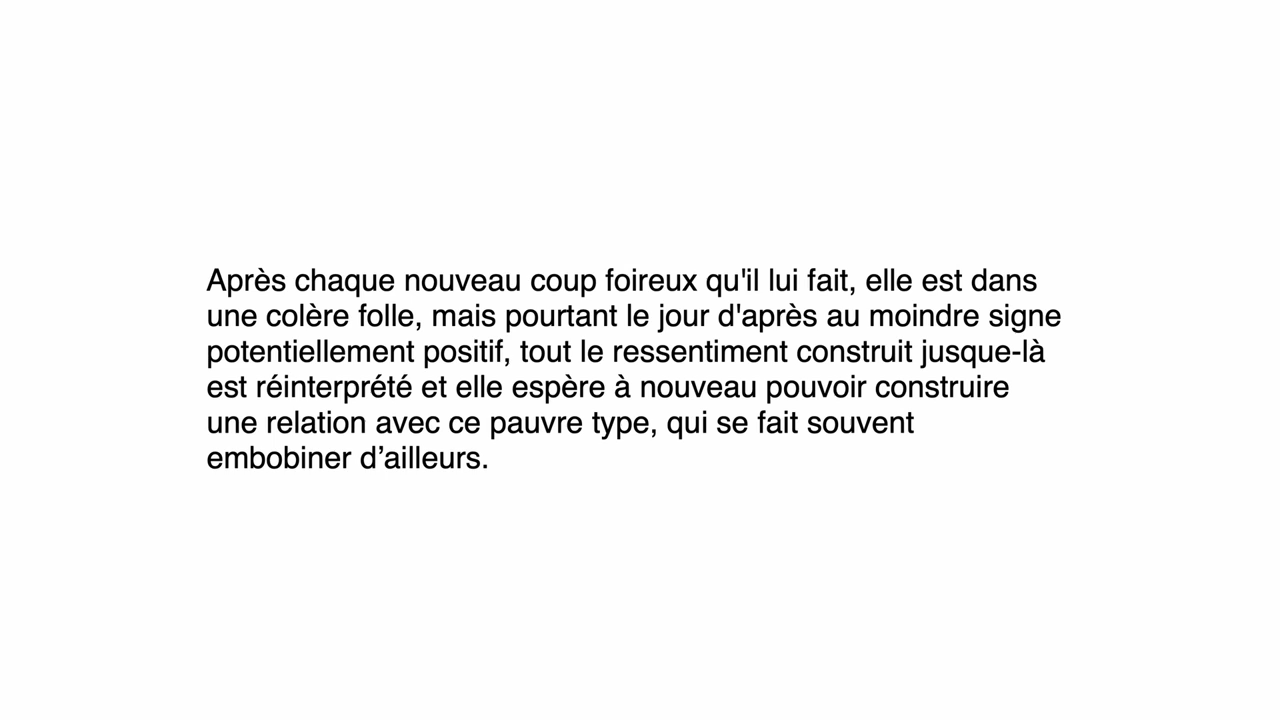 Après chaque nouveau coup foireux qu'il lui fait, elle est dans
une colère folle, mais pourtant le jour d'après au moindre signe
potentiellement positif, tout le ressentiment construit jusque-là
est réinterprété et elle espère à nouveau pouvoir construire
une relation avec ce pauvre type, qui se fait souvent
embobiner d’ailleurs.